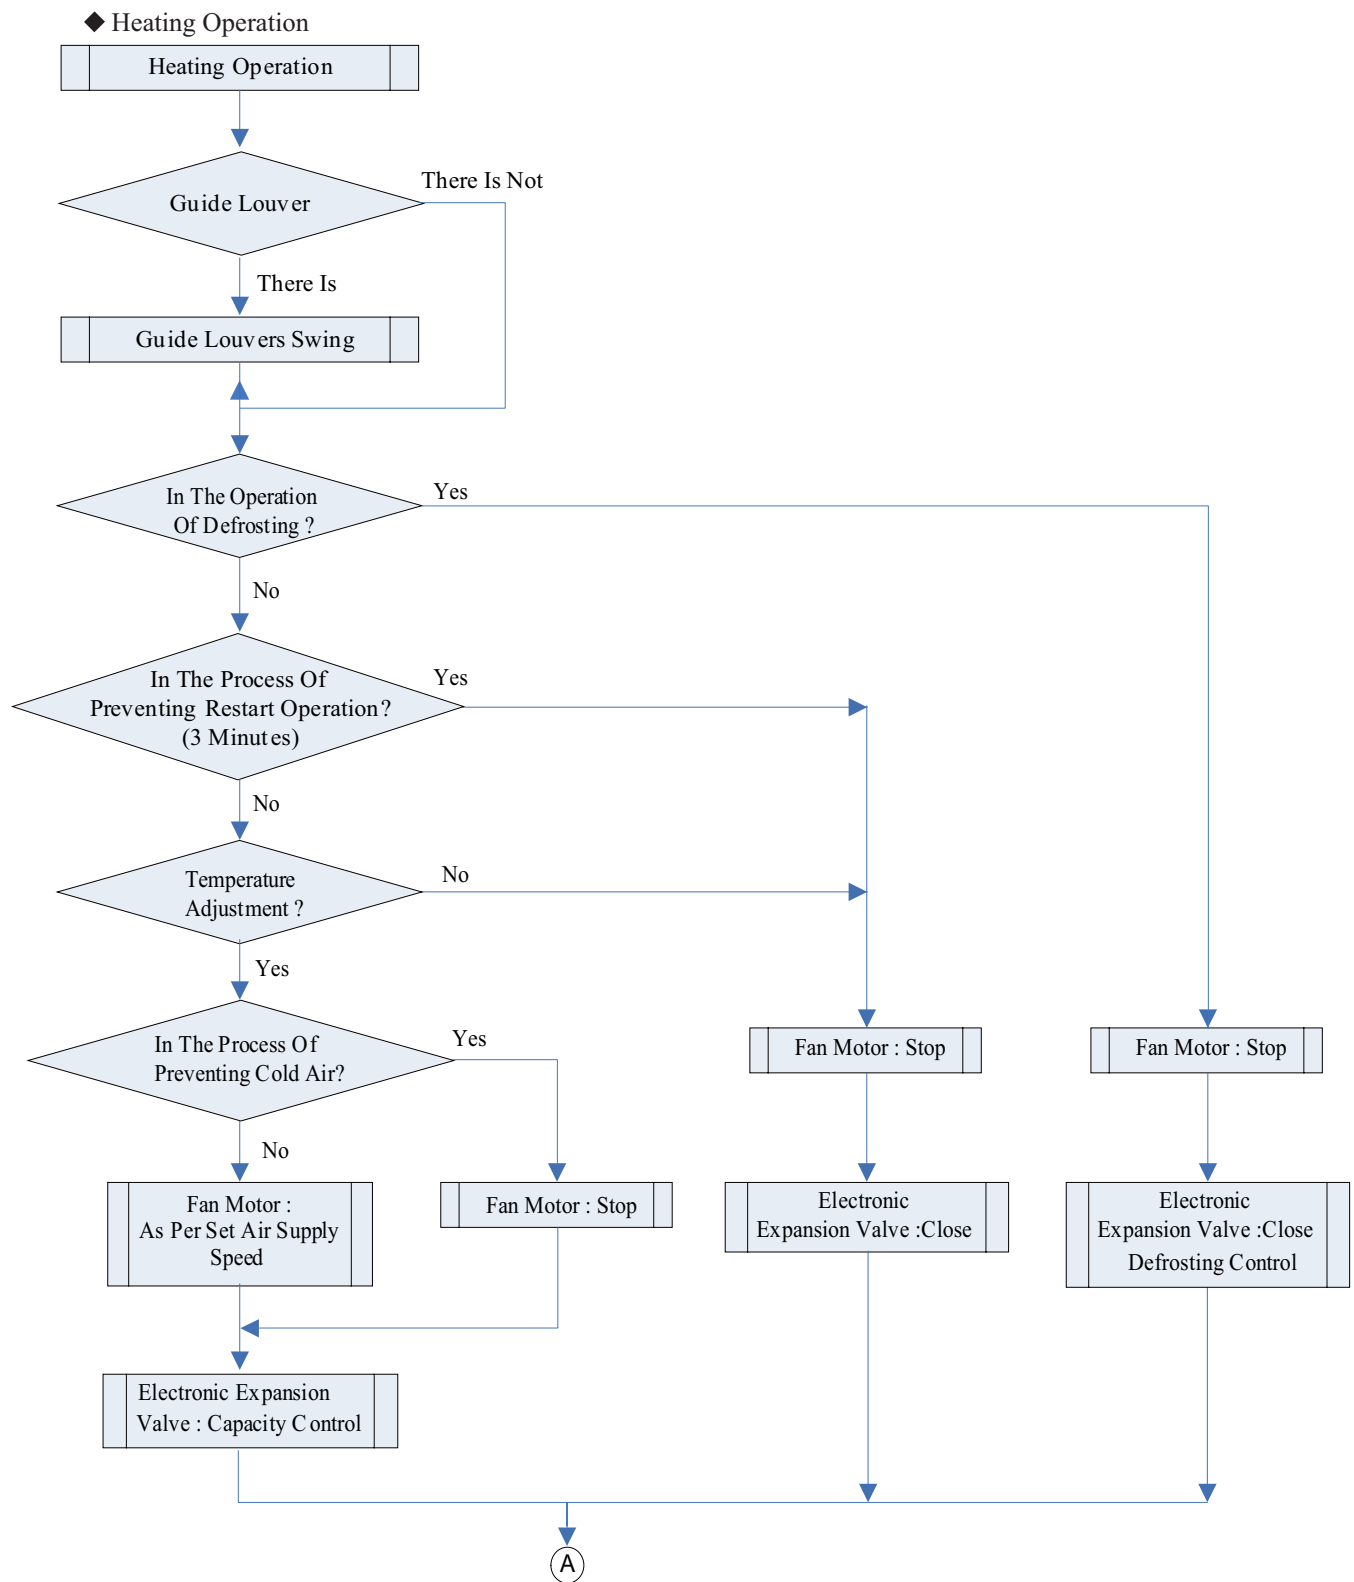 ◆ Heating Operation
Heating Operation
There Is Not
Guide Louver
There Is
Guide Louvers Swing
Yes
In The Operation
Of Defrosting ?
No
In The Process Of
Preventing Restart Operation?
(3 Minutes)
Yes
No
Temperature
Adjustment ?
No
Yes
In The Process Of
Preventing Cold Air?
Yes
Fan Motor : Stop
Fan Motor : Stop
No
Fan Motor :
As Per Set Air Supply
Speed
Fan Motor : Stop
Electronic
Expansion Valve :Close
Electronic
Expansion Valve :Close
Defrosting Control
Electronic Expansion
Valve : Capacity Control
A